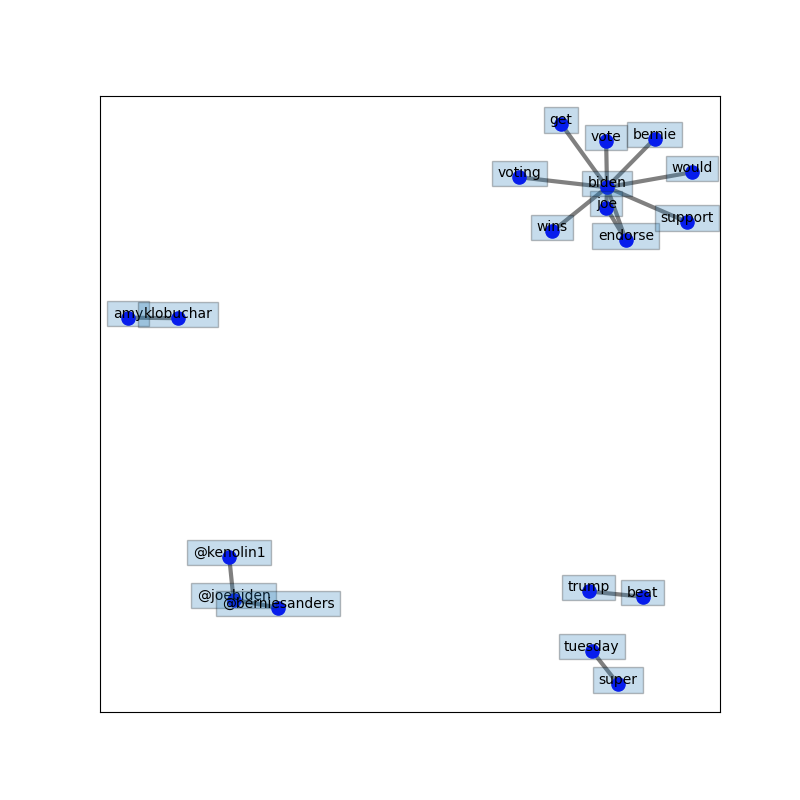 get
vote
bernie
voting
would
biden
joe
support
wins
endorse
amy
klobuchar
@kenolin1
@joebiden
@berniesanders
trump
beat
tuesday
super